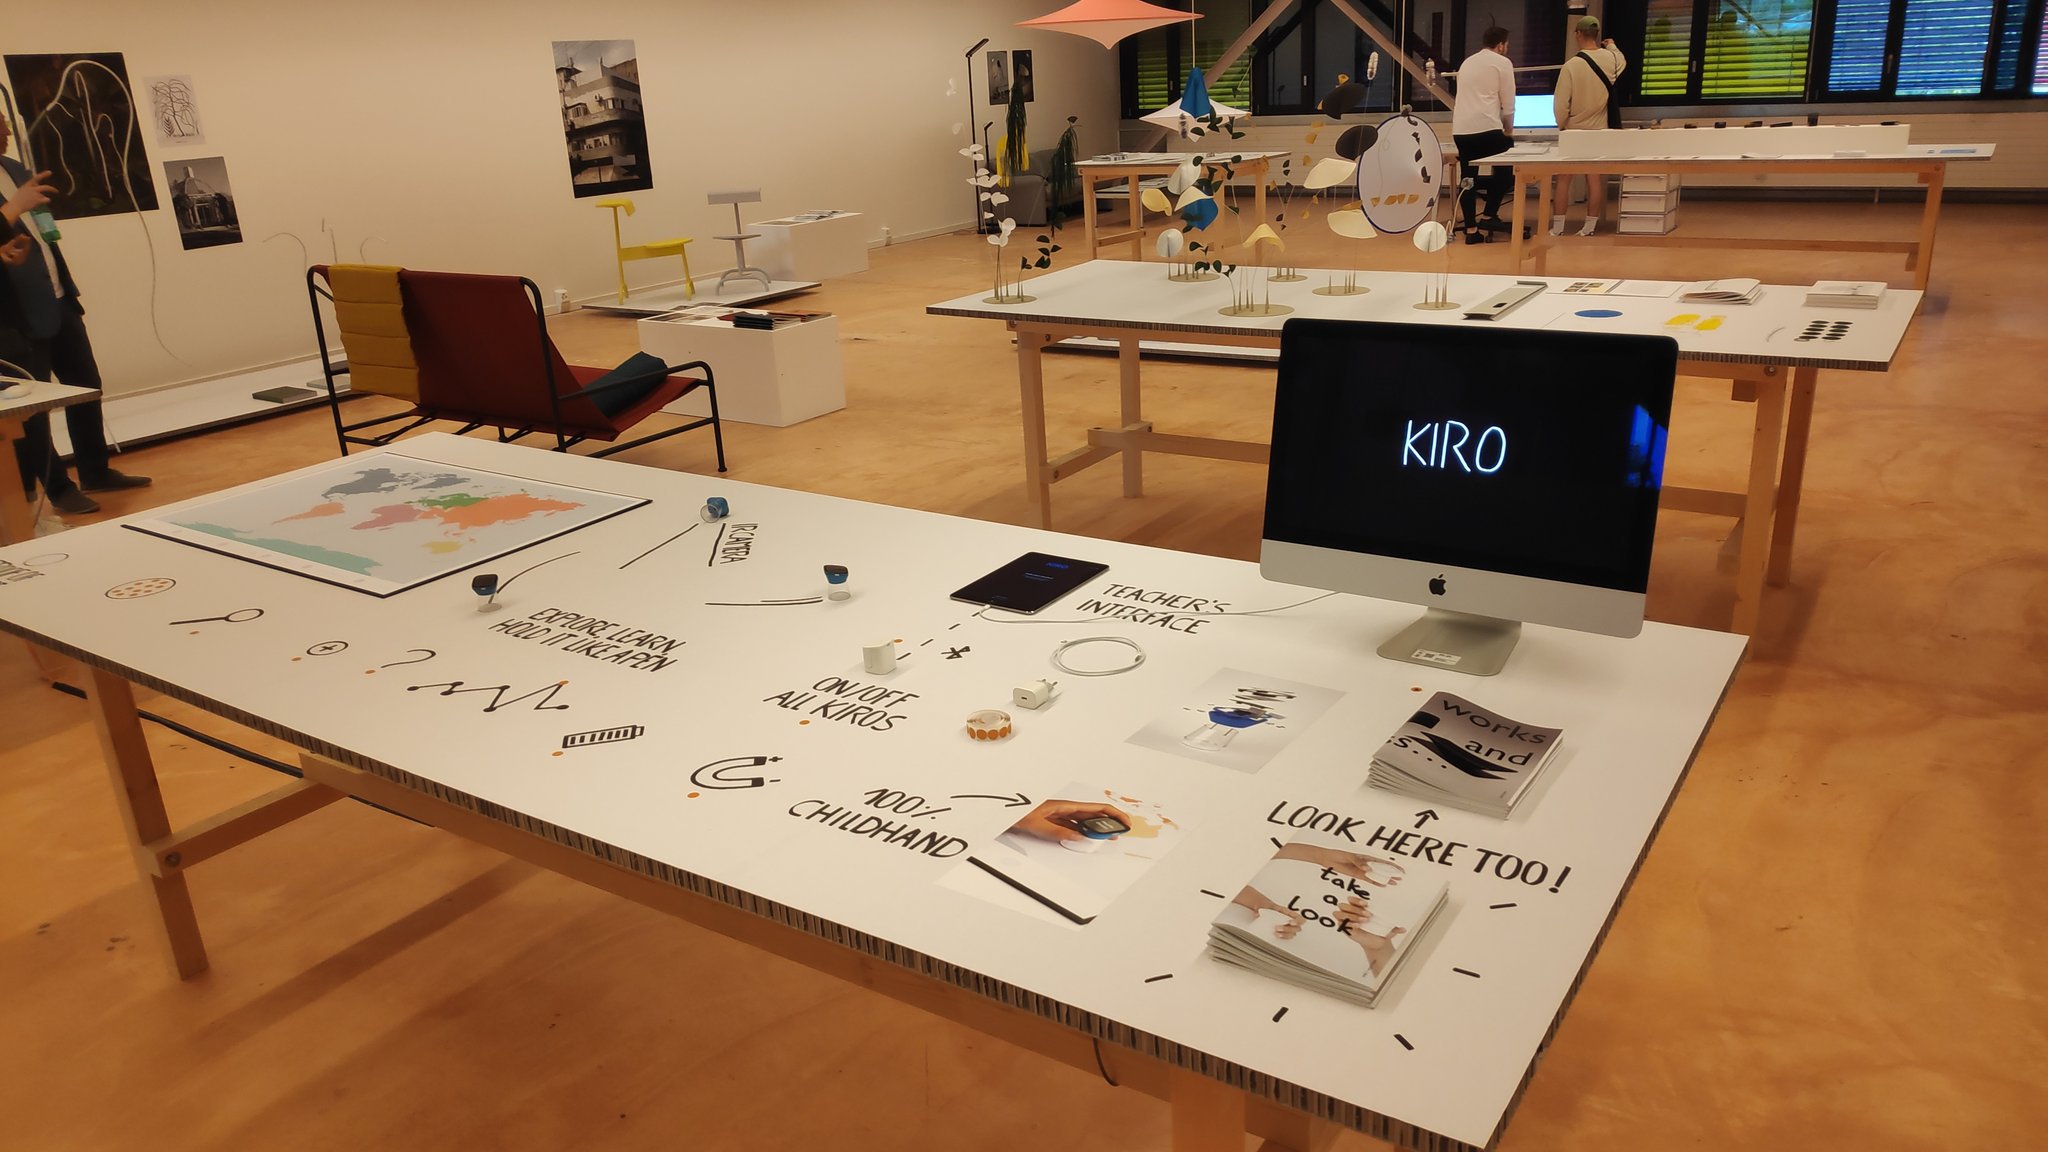 KIRO
KIRO
IR CAMERA
TEACHER'S
INTERFACE
EXPLORE, LEARN
HOLD IT LIKE A PEN
ON/OFF
ALL KIROS
?
100%
CHILDHAND
works
and
s...
LOOK HERE TOO!
take
a
look